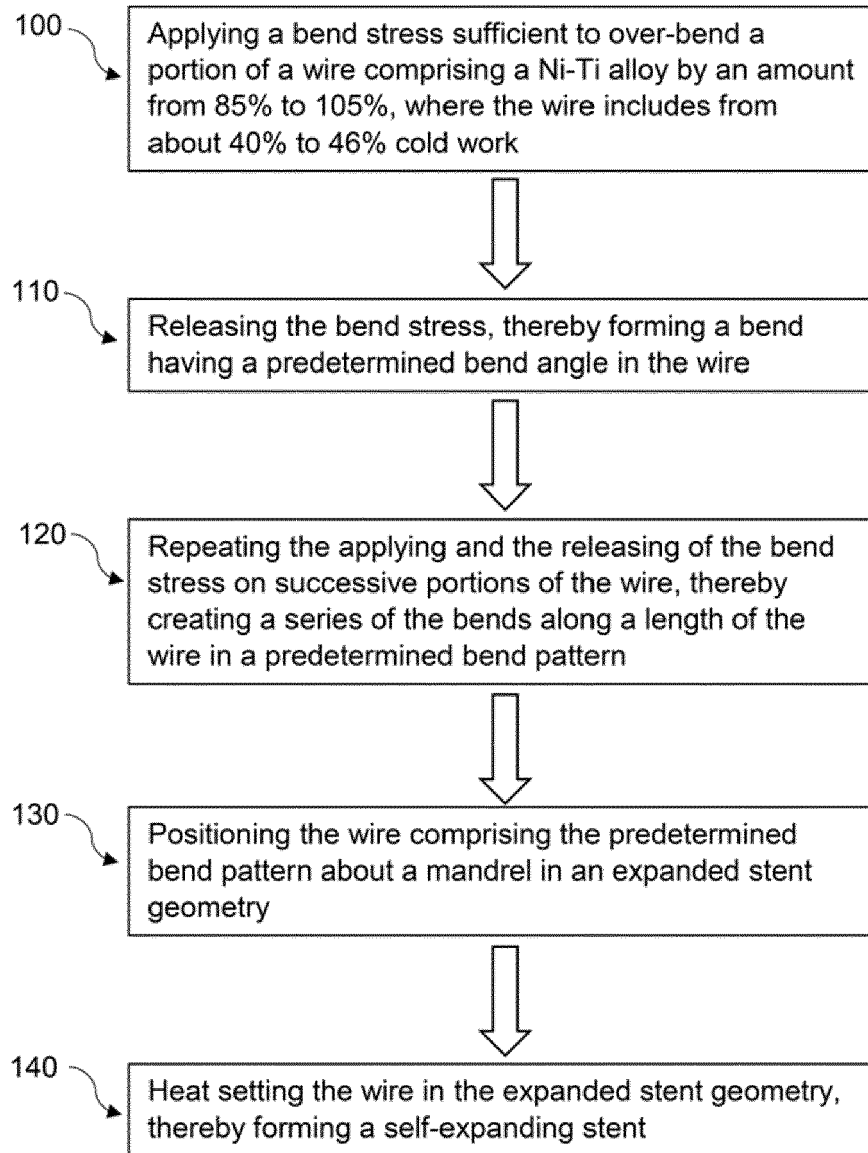 100
Applying a bend stress sufficient to over-bend a
portion of a wire comprising a Ni-Ti alloy by an amount
from 85% to 105%, where the wire includes from
about 40% to 46% cold work
110
Releasing the bend stress, thereby forming a bend
having a predetermined bend angle in the wire
120
Repeating the applying and the releasing of the bend
stress on successive portions of the wire, thereby
creating a series of the bends along a length of the
wire in a predetermined bend pattern
130
Positioning the wire comprising the predetermined
bend pattern about a mandrel in an expanded stent
geometry
140
Heat setting the wire in the expanded stent geometry,
thereby forming a self-expanding stent